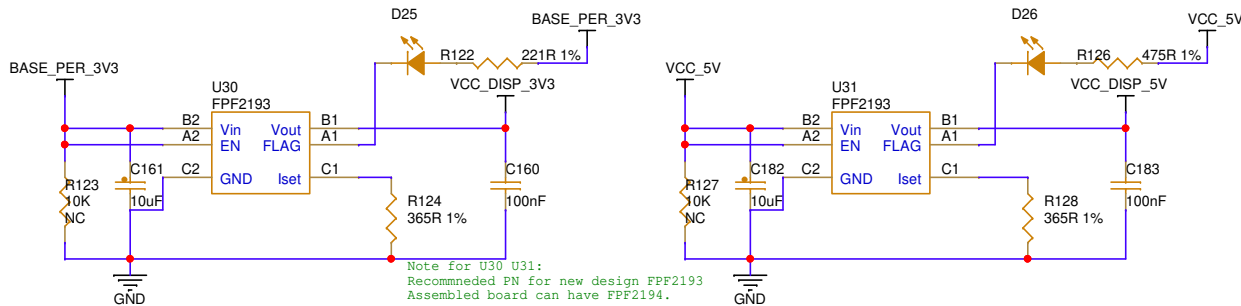 D25
BASE_PER_3V3
R122
221R 1%
BASE_PER_3V3
VCC_DISP_3V3
U30
FPF2193
B2
Vin
Vout
B1
A2
EN
FLAG
A1
C2
GND
Iset
C1
R123
10K
NC
C161
10uF
R124
365R 1%
C160
100nF
GND
Note for U30 U31:
Recommneded PN for new design FPF2193
Assembled board can have FPF2194.
D26
VCC_5V
R126
475R 1%
VCC_5V
VCC_DISP_5V
U31
FPF2193
B2
Vin
Vout
B1
A2
EN
FLAG
A1
C2
GND
Iset
C1
R127
10K
NC
C182
10uF
R128
365R 1%
C183
100nF
GND